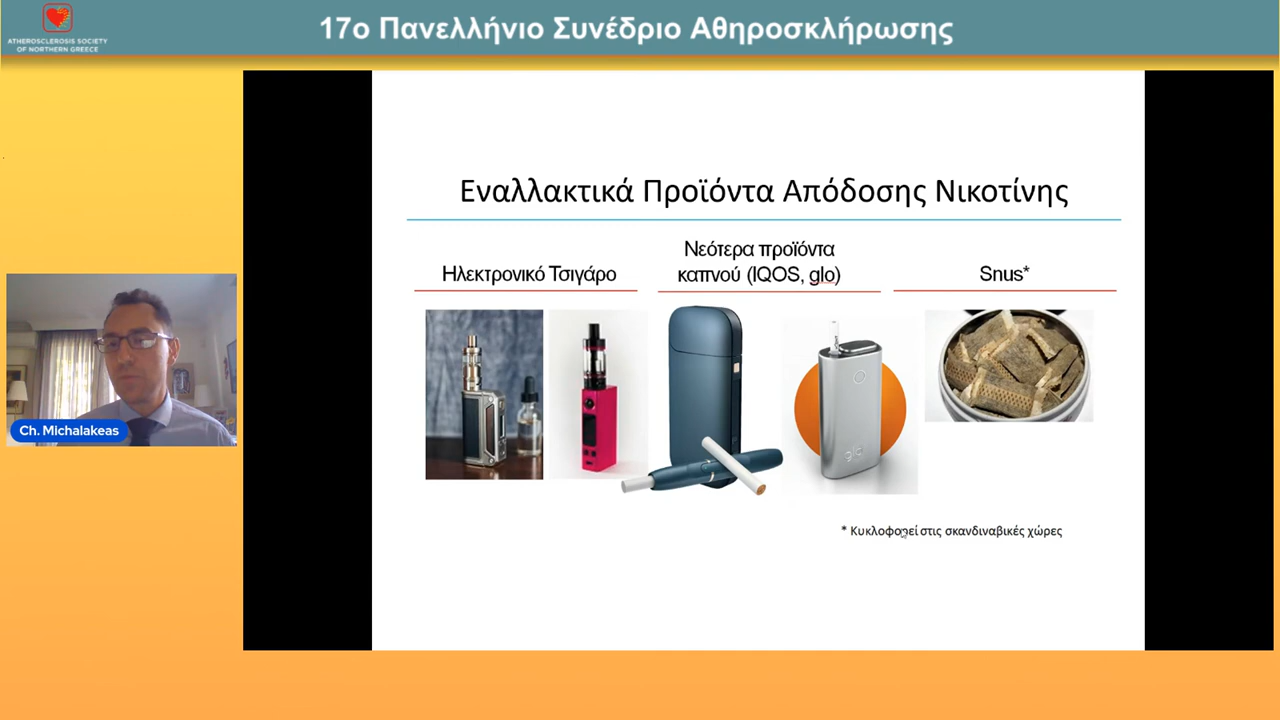 ATHEROSCLEROSIS SOCIETY
OF NORTHERN GREECE
17ο Πανελλήνιο Συνέδριο Αθηροσκλήρωσης
Εναλλακτικά Προϊόντα Απόδοσης Νικοτίνης
Ηλεκτρονικό Τσιγάρο
Νεότερα προϊόντα
καπνού (IQOS, glo)
Snus*
glo
* Κυκλοφορεί στις σκανδιναβικές χώρες
Ch. Michalakeas